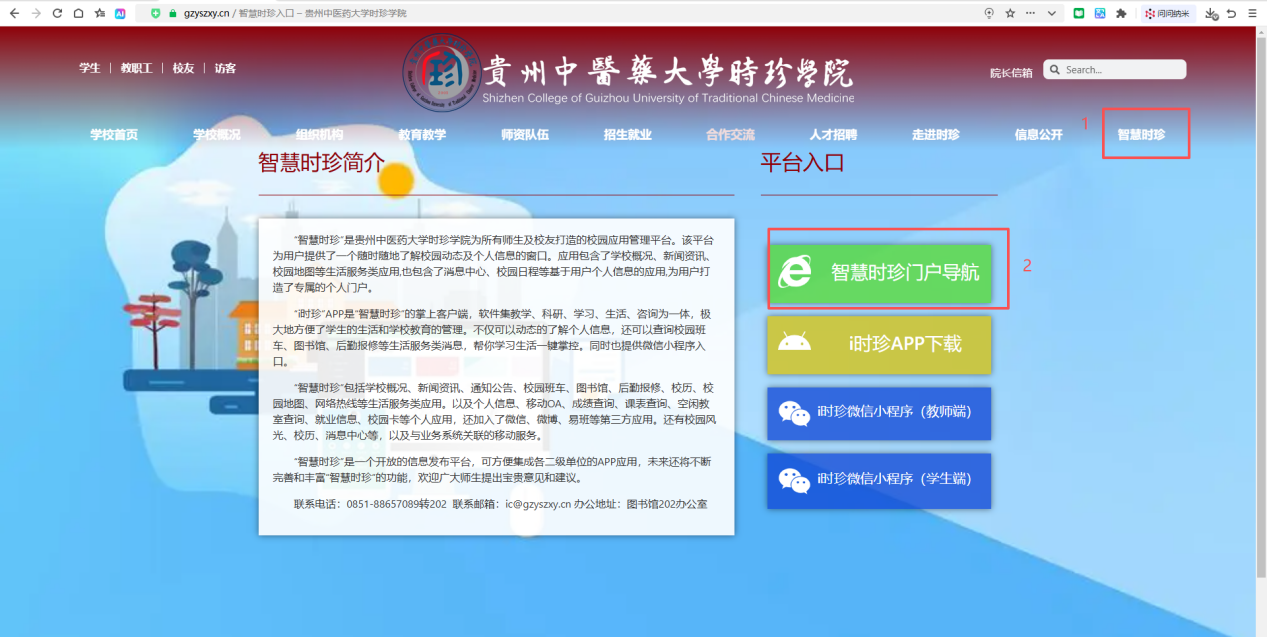 gzyszxy.cn / 智慧时珍入口 – 贵州中医药大学时珍学院
问问纳米
学生 | 教职工 | 校友 | 访客
貴州中醫藥大學時珍學院
Shizhen College of Guizhou University of Traditional Chinese Medicine
院长信箱
Search...
学校首页 学校概况 组织机构 教育教学 师资队伍 招生就业 合作交流 人才招聘 走进时珍 信息公开 智慧时珍
1
智慧时珍简介
“智慧时珍”是贵州中医药大学时珍学院为所有师生及校友打造的校园应用管理平台。该平台
为用户提供了一个随时随地了解校园动态及个人信息的窗口。应用包含了学校概况、新闻资讯、
校园地图等生活服务类应用,也包含了消息中心、校园日程等基于用户个人信息的应用,为用户打
造了专属的个人门户。
“i时珍”APP是“智慧时珍”的掌上客户端，软件集教学、科研、学习、生活、咨询为一体，极
大地方便了学生的生活和学校教育的管理。不仅可以动态的了解个人信息，还可以查询校园班
车、图书馆、后勤报修等生活服务类消息，帮你学习生活一键掌控。同时也提供微信小程序入
口。
“智慧时珍”包括学校概况、新闻资讯、通知公告、校园班车、图书馆、后勤报修、校历、校
园地图、网络热线等生活服务类应用。以及个人信息、移动OA、成绩查询、课表查询、空闲教
室查询、就业信息、校园卡等个人应用，还加入了微信、微博、易班等第三方应用。还有校园风
光、校历、消息中心等，以及与业务系统关联的移动服务。
“智慧时珍”是一个开放的信息发布平台，可方便集成各二级单位的APP应用，未来还将不断
完善和丰富“智慧时珍”的功能，欢迎广大师生提出宝贵意见和建议。
联系电话：0851-88657089转202 联系邮箱：ic@gzyszxy.cn 办公地址：图书馆202办公室
平台入口
智慧时珍门户导航
2
i时珍APP下载
i时珍微信小程序（教师端）
i时珍微信小程序（学生端）